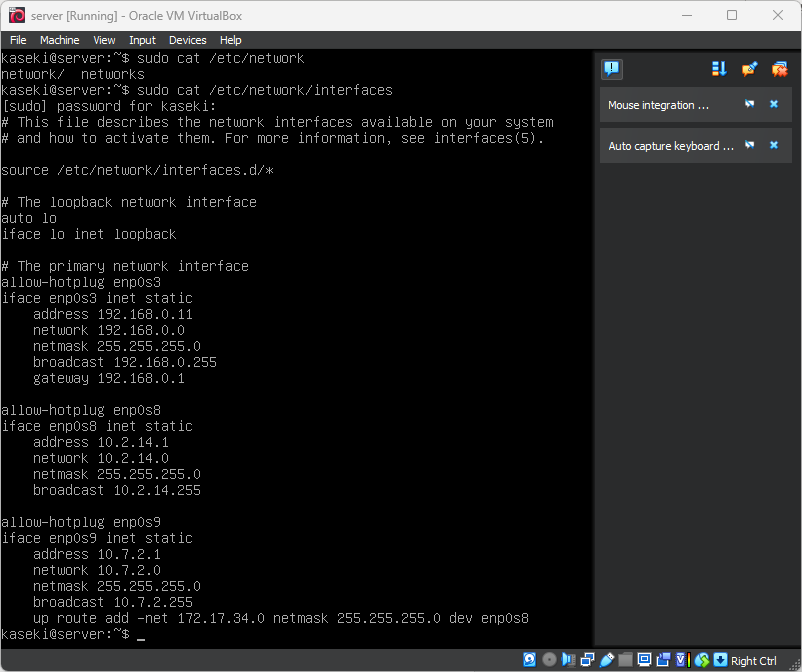 server [Running] - Oracle VM VirtualBox
File Machine View Input Devices Help
kaseki@server:~$ sudo cat /etc/network
network/  networks
kaseki@server:~$ sudo cat /etc/network/interfaces
[sudo] password for kaseki:
# This file describes the network interfaces available on your system
# and how to activate them. For more information, see interfaces(5).
source /etc/network/interfaces.d/*
# The loopback network interface
auto lo
iface lo inet loopback
# The primary network interface
allow-hotplug enp0s3
iface enp0s3 inet static
    address 192.168.0.11
    network 192.168.0.0
    netmask 255.255.255.0
    broadcast 192.168.0.255
    gateway 192.168.0.1
allow-hotplug enp0s8
iface enp0s8 inet static
    address 10.2.14.1
    network 10.2.14.0
    netmask 255.255.255.0
    broadcast 10.2.14.255
allow-hotplug enp0s9
iface enp0s9 inet static
    address 10.7.2.1
    network 10.7.2.0
    netmask 255.255.255.0
    broadcast 10.7.2.255
    up route add -net 172.17.34.0 netmask 255.255.255.0 dev enp0s8
kaseki@server:~$ _
Mouse integration ...
Auto capture keyboard ...
Right Ctrl